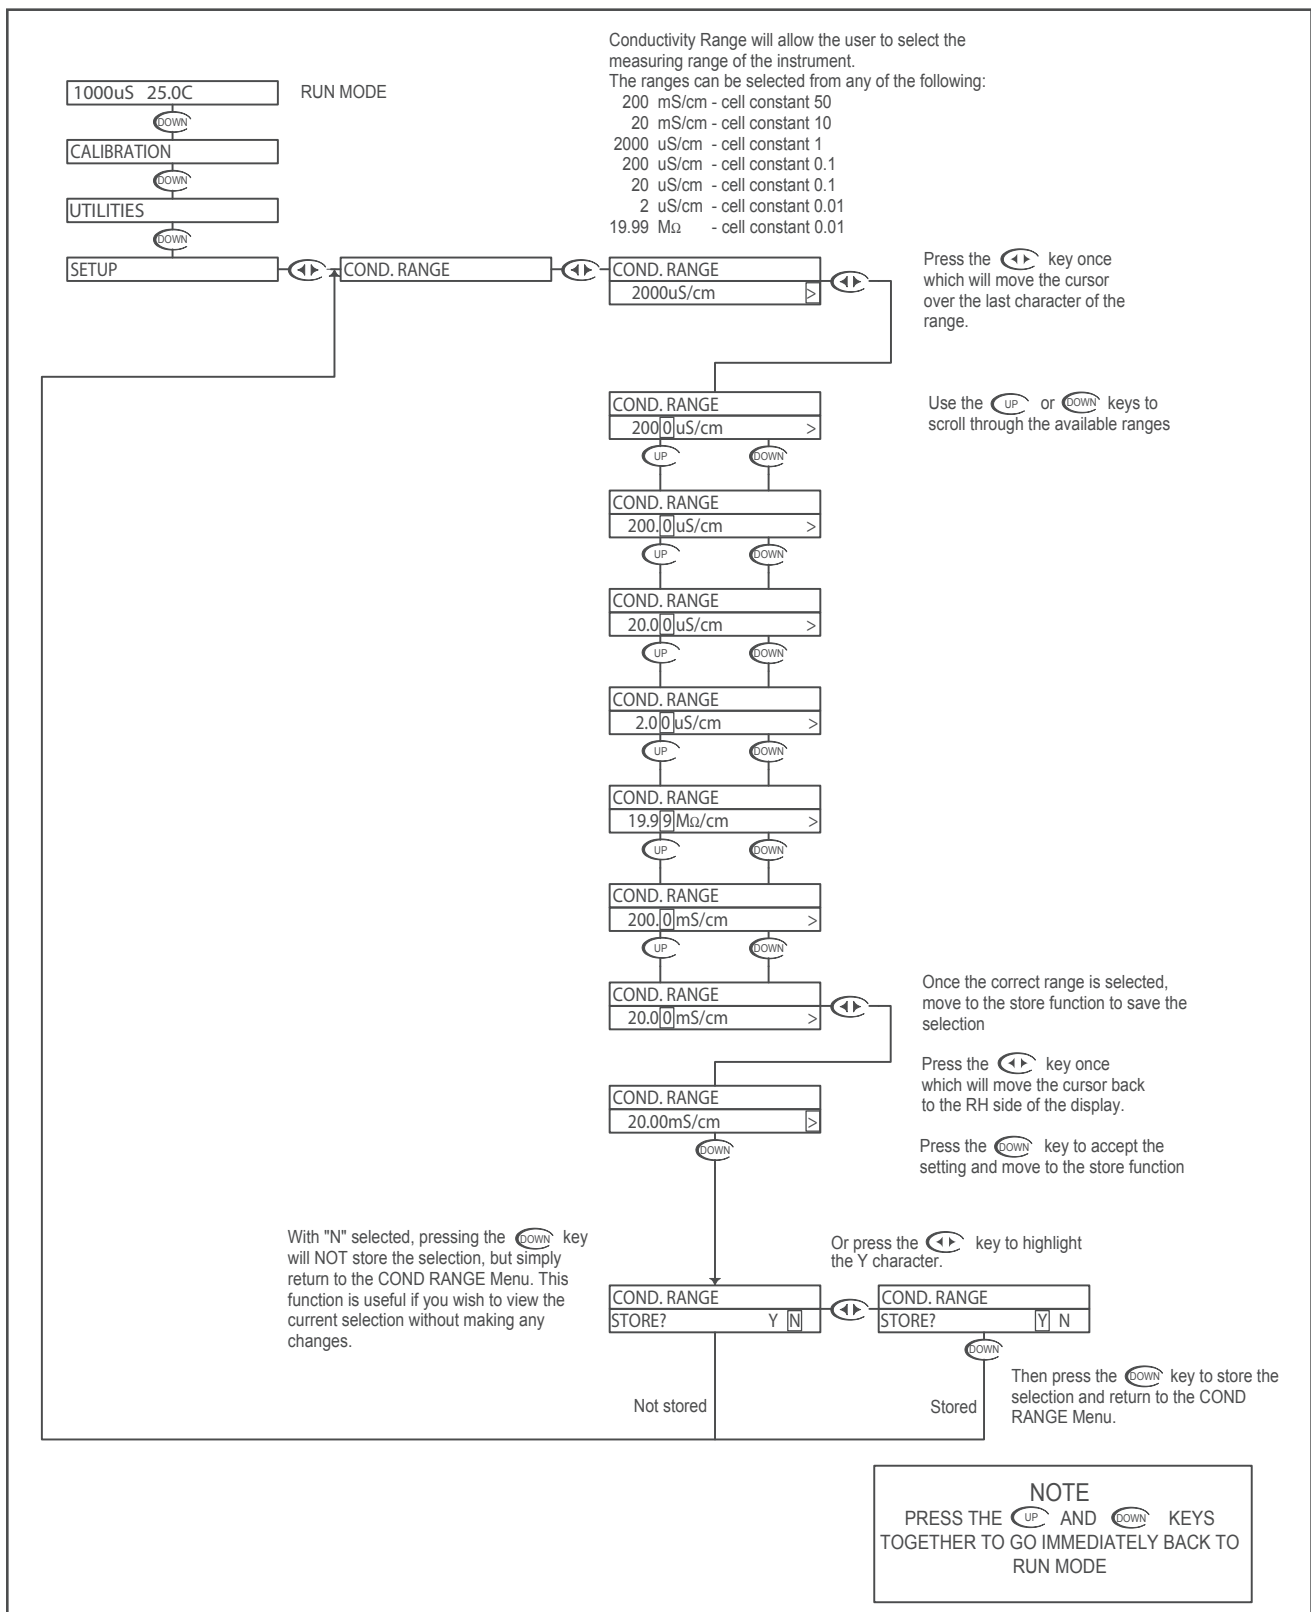 Conductivity Range will allow the user to select the
measuring range of the instrument.
The ranges can be selected from any of the following:
200 mS/cm - cell constant 50
20 mS/cm - cell constant 10
2000 uS/cm - cell constant 1
200 uS/cm - cell constant 0.1
20 uS/cm - cell constant 0.1
2 uS/cm - cell constant 0.01
19.99 MΩ - cell constant 0.01
1000uS 25.0C
RUN MODE
DOWN
CALIBRATION
DOWN
UTILITIES
DOWN
SETUP
COND. RANGE
COND. RANGE
2000uS/cm >
Press the key once
which will move the cursor
over the last character of the
range.
COND. RANGE
2000uS/cm >
Use the UP or DOWN keys to
scroll through the available ranges
UP DOWN
COND. RANGE
200.0uS/cm >
UP DOWN
COND. RANGE
20.00uS/cm >
UP DOWN
COND. RANGE
2.00uS/cm >
UP DOWN
COND. RANGE
19.99MΩ/cm >
UP DOWN
COND. RANGE
200.0mS/cm >
UP DOWN
COND. RANGE
20.00mS/cm >
Once the correct range is selected,
move to the store function to save the
selection
Press the key once
which will move the cursor back
to the RH side of the display.
COND. RANGE
20.00mS/cm >
DOWN
Press the DOWN key to accept the
setting and move to the store function
With "N" selected, pressing the DOWN key
will NOT store the selection, but simply
return to the COND RANGE Menu. This
function is useful if you wish to view the
current selection without making any
changes.
Or press the key to highlight
the Y character.
COND. RANGE
STORE? Y N
COND. RANGE
STORE? Y N
DOWN
Then press the DOWN key to store the
selection and return to the COND
RANGE Menu.
Not stored
Stored
NOTE
PRESS THE UP AND DOWN KEYS
TOGETHER TO GO IMMEDIATELY BACK TO
RUN MODE